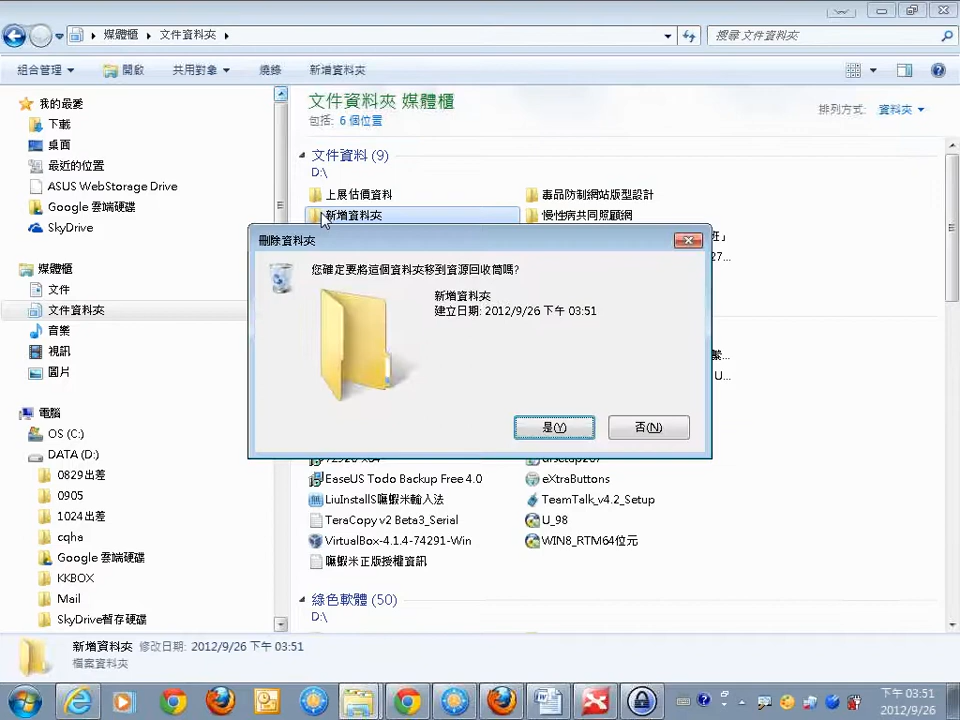 媒體櫃 文件資料夾
搜尋 文件資料夾
組合管理 開啟 共用對象 燒錄 新增資料夾
我的最愛
下載
桌面
最近的位置
ASUS WebStorage Drive
Google 雲端硬碟
SkyDrive
媒體櫃
文件
文件資料夾
音樂
視訊
圖片
電腦
OS (C:)
DATA (D:)
0829出差
0905
1024出差
cqha
Google 雲端硬碟
KKBOX
Mail
SkyDrive暫存硬碟
文件資料夾 媒體櫃
包括: 6 個位置
排列方式: 資料夾
文件資料 (9)
D:\
上展估價資料
毒品防制網站版型設計
新增資料夾
慢性病共同照顧網
班」
27...
繫...
U...
刪除資料夾
您確定要將這個資料夾移到資源回收筒嗎?
新增資料夾
建立日期: 2012/9/26 下午 03:51
是(Y)
否(N)
EaseUS Todo Backup Free 4.0
eXtraButtons
LiuInstall5嘸蝦米輸入法
TeamTalk_v4.2_Setup
TeraCopy v2 Beta3_Serial
U_98
VirtualBox-4.1.4-74291-Win
WIN8_RTM64位元
嘸蝦米正版授權資訊
綠色軟體 (50)
D:\
新增資料夾 修改日期: 2012/9/26 下午 03:51
檔案資料夾
下午 03:51
2012/9/26